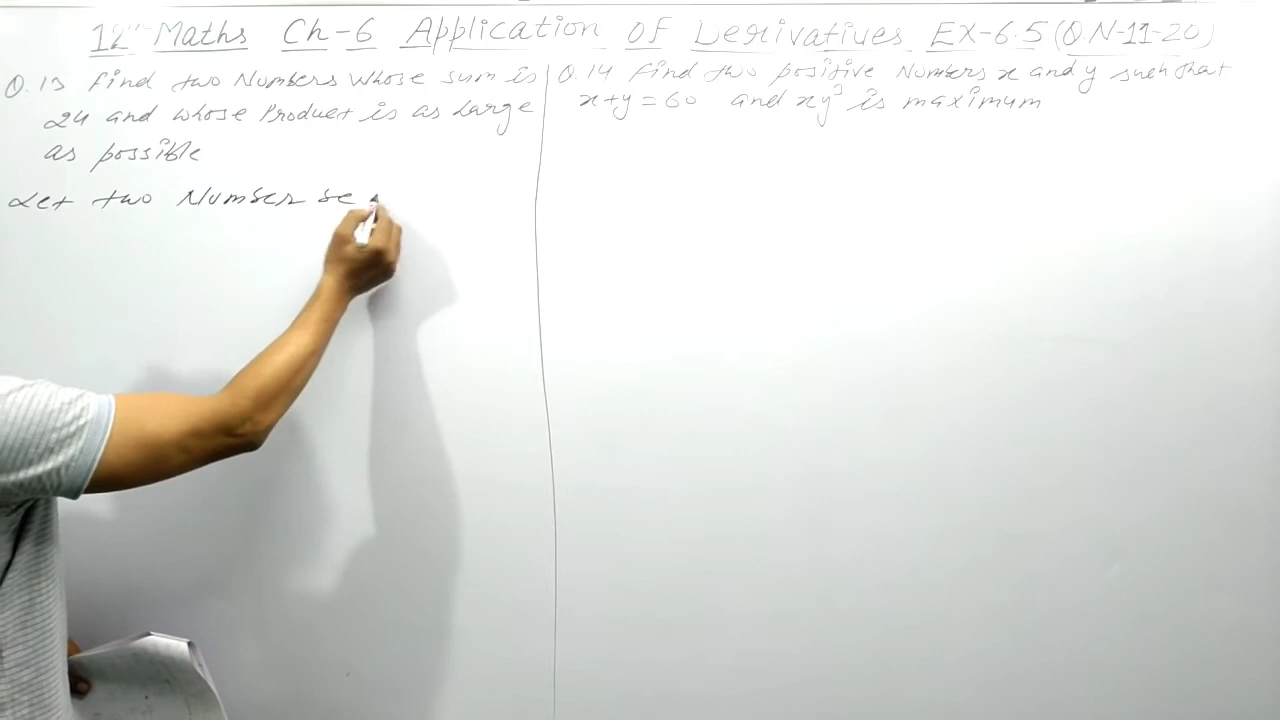 12th Maths Ch-6 Application Of Derivatives Ex-6.5 (Q.N-11-20)
Q.13 Find two Numbers whose sum is
24 and whose Product is as Large
as possible
Let two Number be
Q.14 Find two positive Numbers x and y such that
x+y=60 and xy³ is maximum